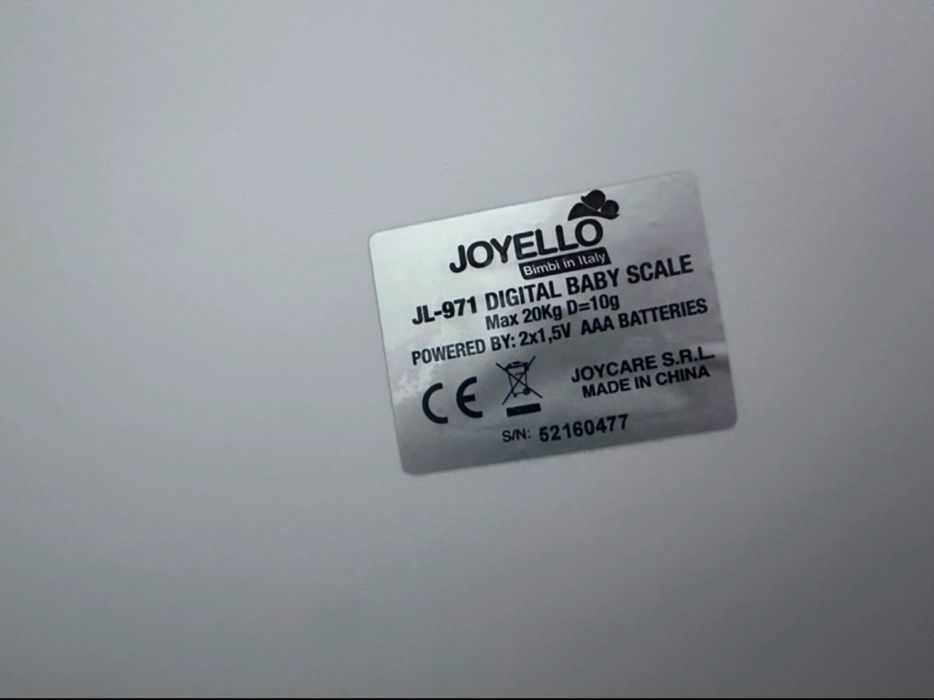 JOYELLO
Bimbi in Italy
JL-971 DIGITAL BABY SCALE
Max 20Kg D=10g
POWERED BY: 2x1,5V AAA BATTERIES
CE
JOYCARE S.R.L.
MADE IN CHINA
S/N: 52160477